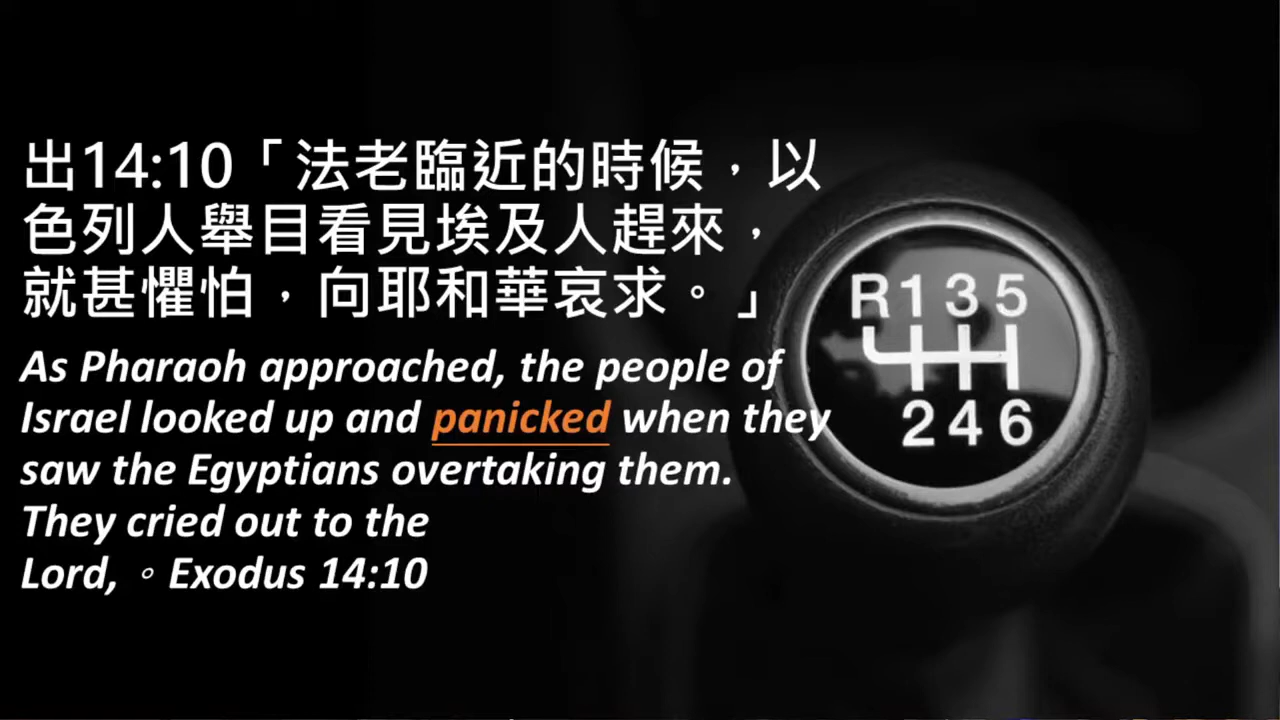 出14:10「法老臨近的時候，以
色列人舉目看見埃及人趕來，
就甚懼怕，向耶和華哀求。」
As Pharaoh approached, the people of
Israel looked up and panicked when they
saw the Egyptians overtaking them.
They cried out to the
Lord, 。Exodus 14:10
R 1 3 5
2 4 6